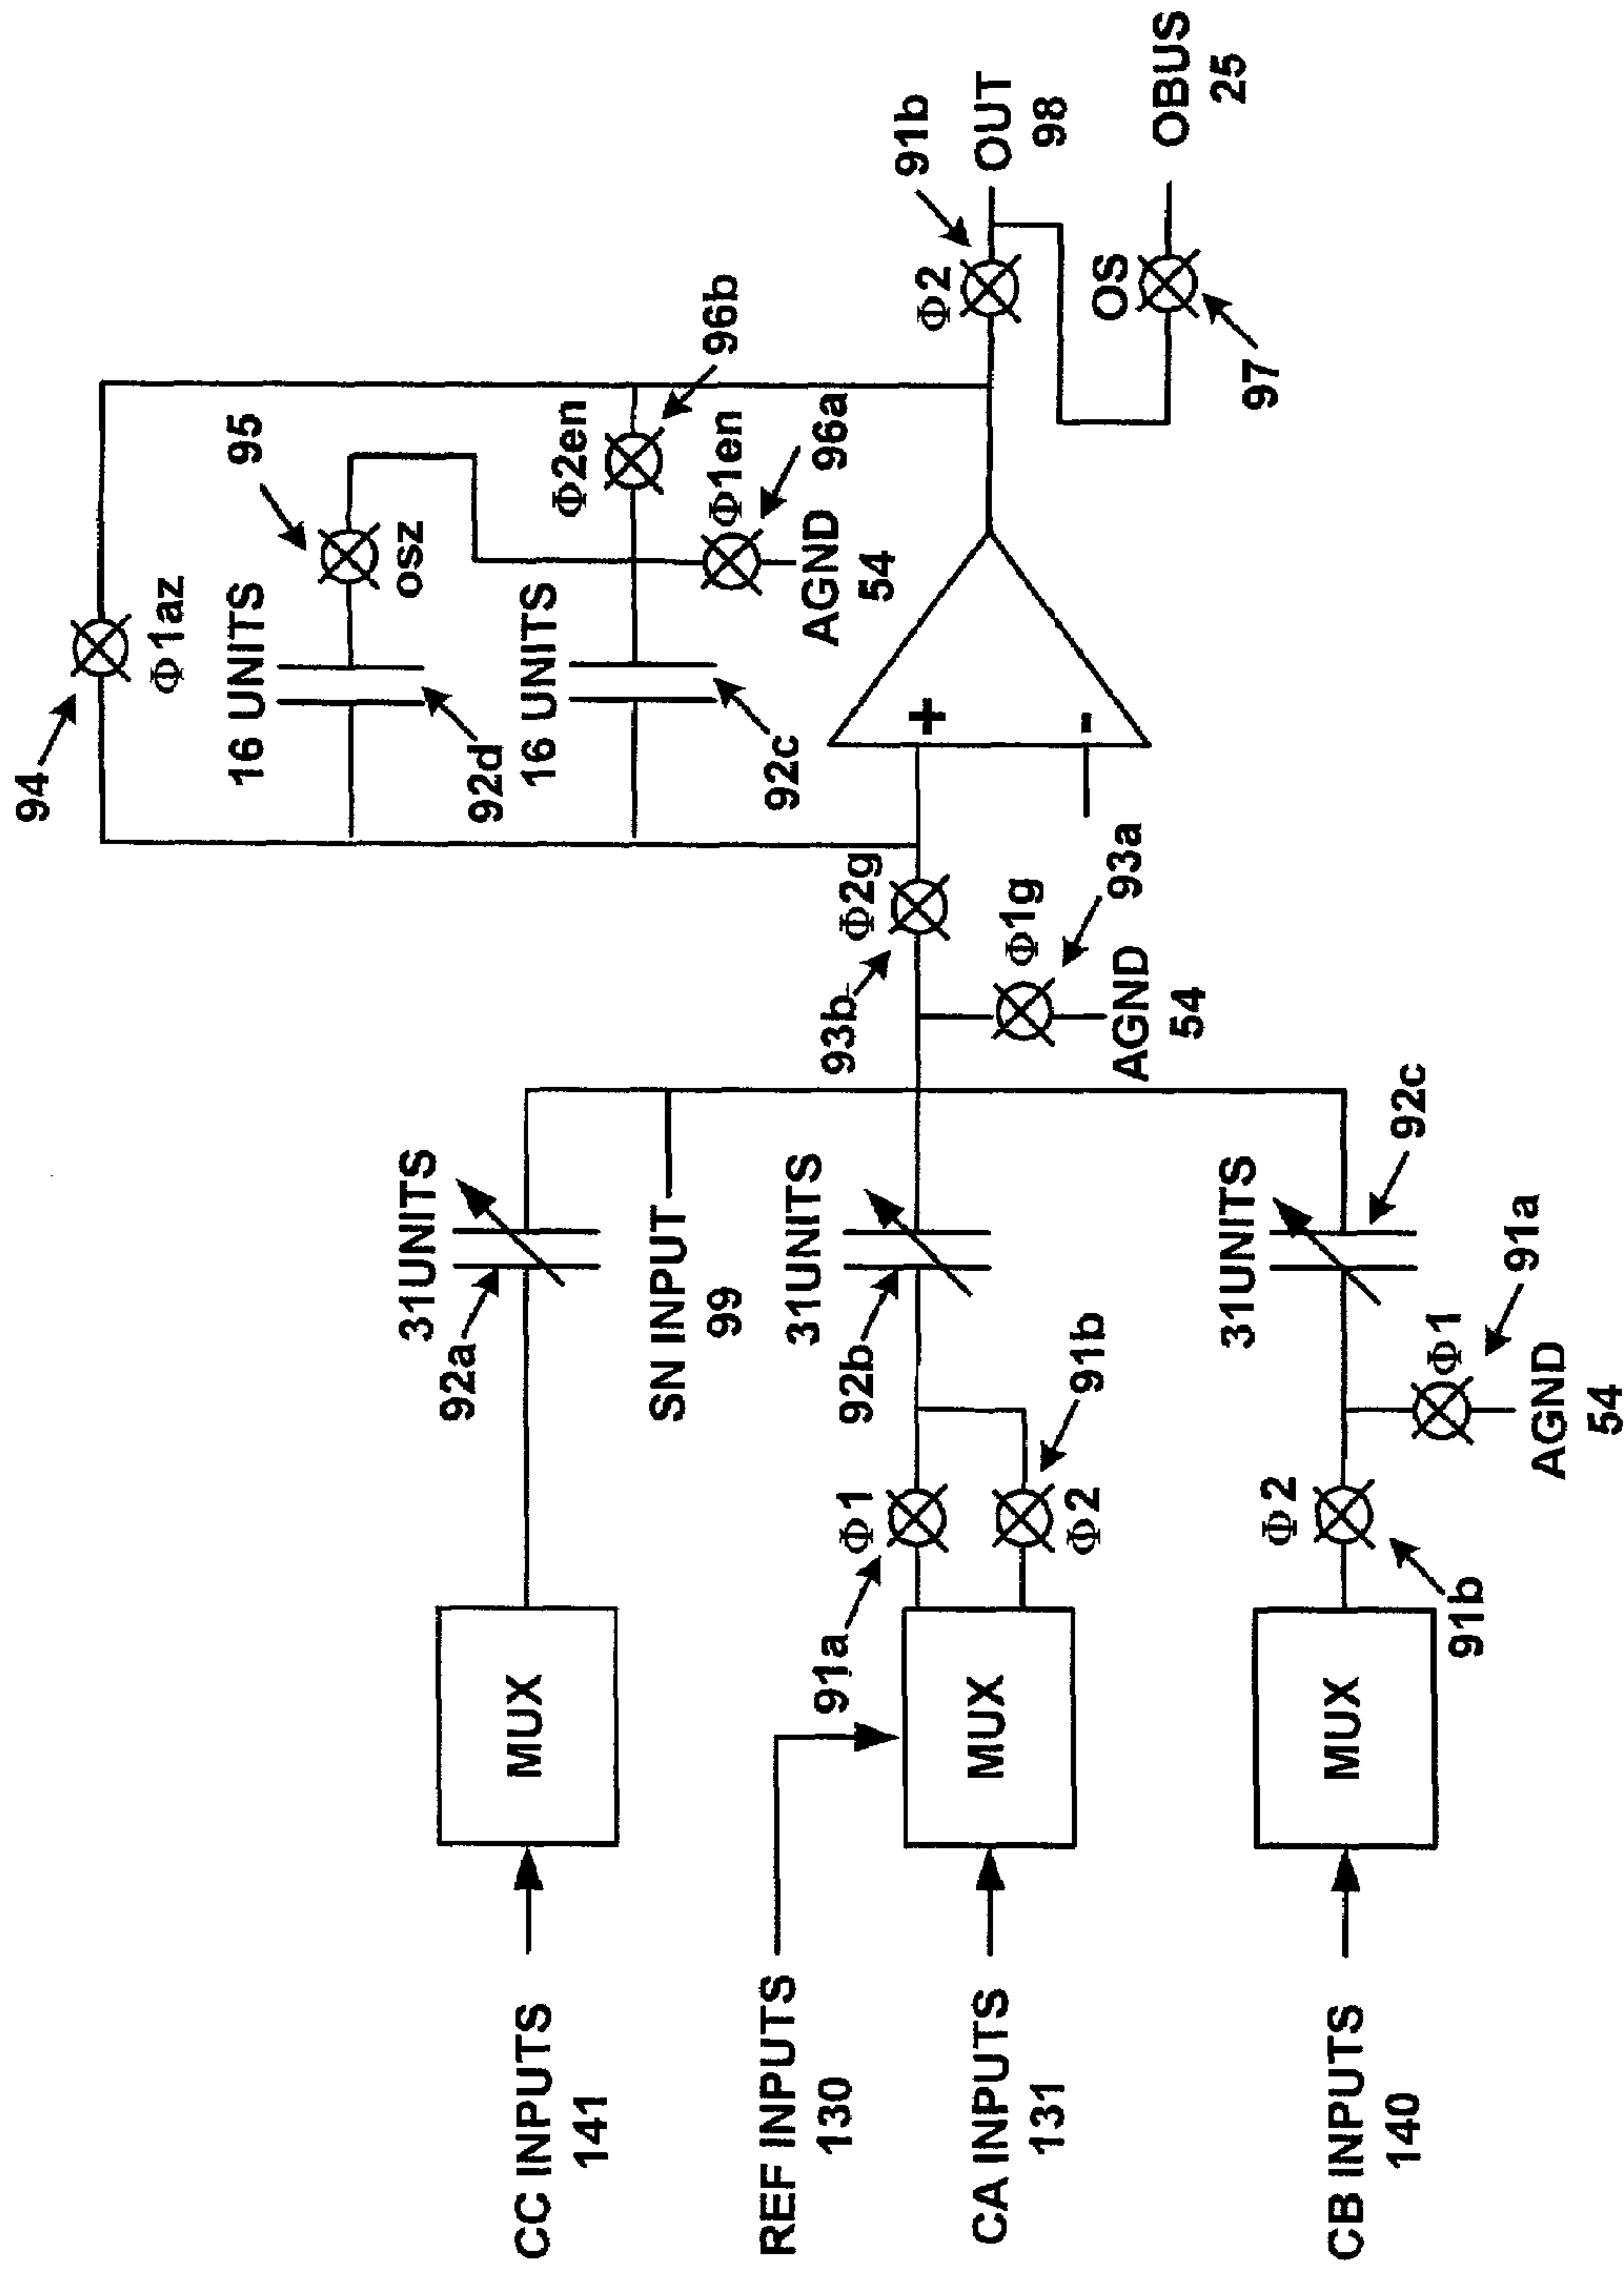 94
Φ1az
95
16 UNITS
osz
92d
16 UNITS
92c
Φ2en
96b
Φ1en
96a
AGND
54
+
-
Φ2
91b
OUT
98
OS
97
OBUS
25
Φ2g
93b
Φ1g
93a
AGND
54
CC INPUTS
141
MUX
31UNITS
92a
SN INPUT
99
REF INPUTS
130
CA INPUTS
131
MUX
91a
Φ1
Φ2
91b
31UNITS
92b
CB INPUTS
140
MUX
Φ2
91b
Φ1
91a
AGND
54
31UNITS
92c